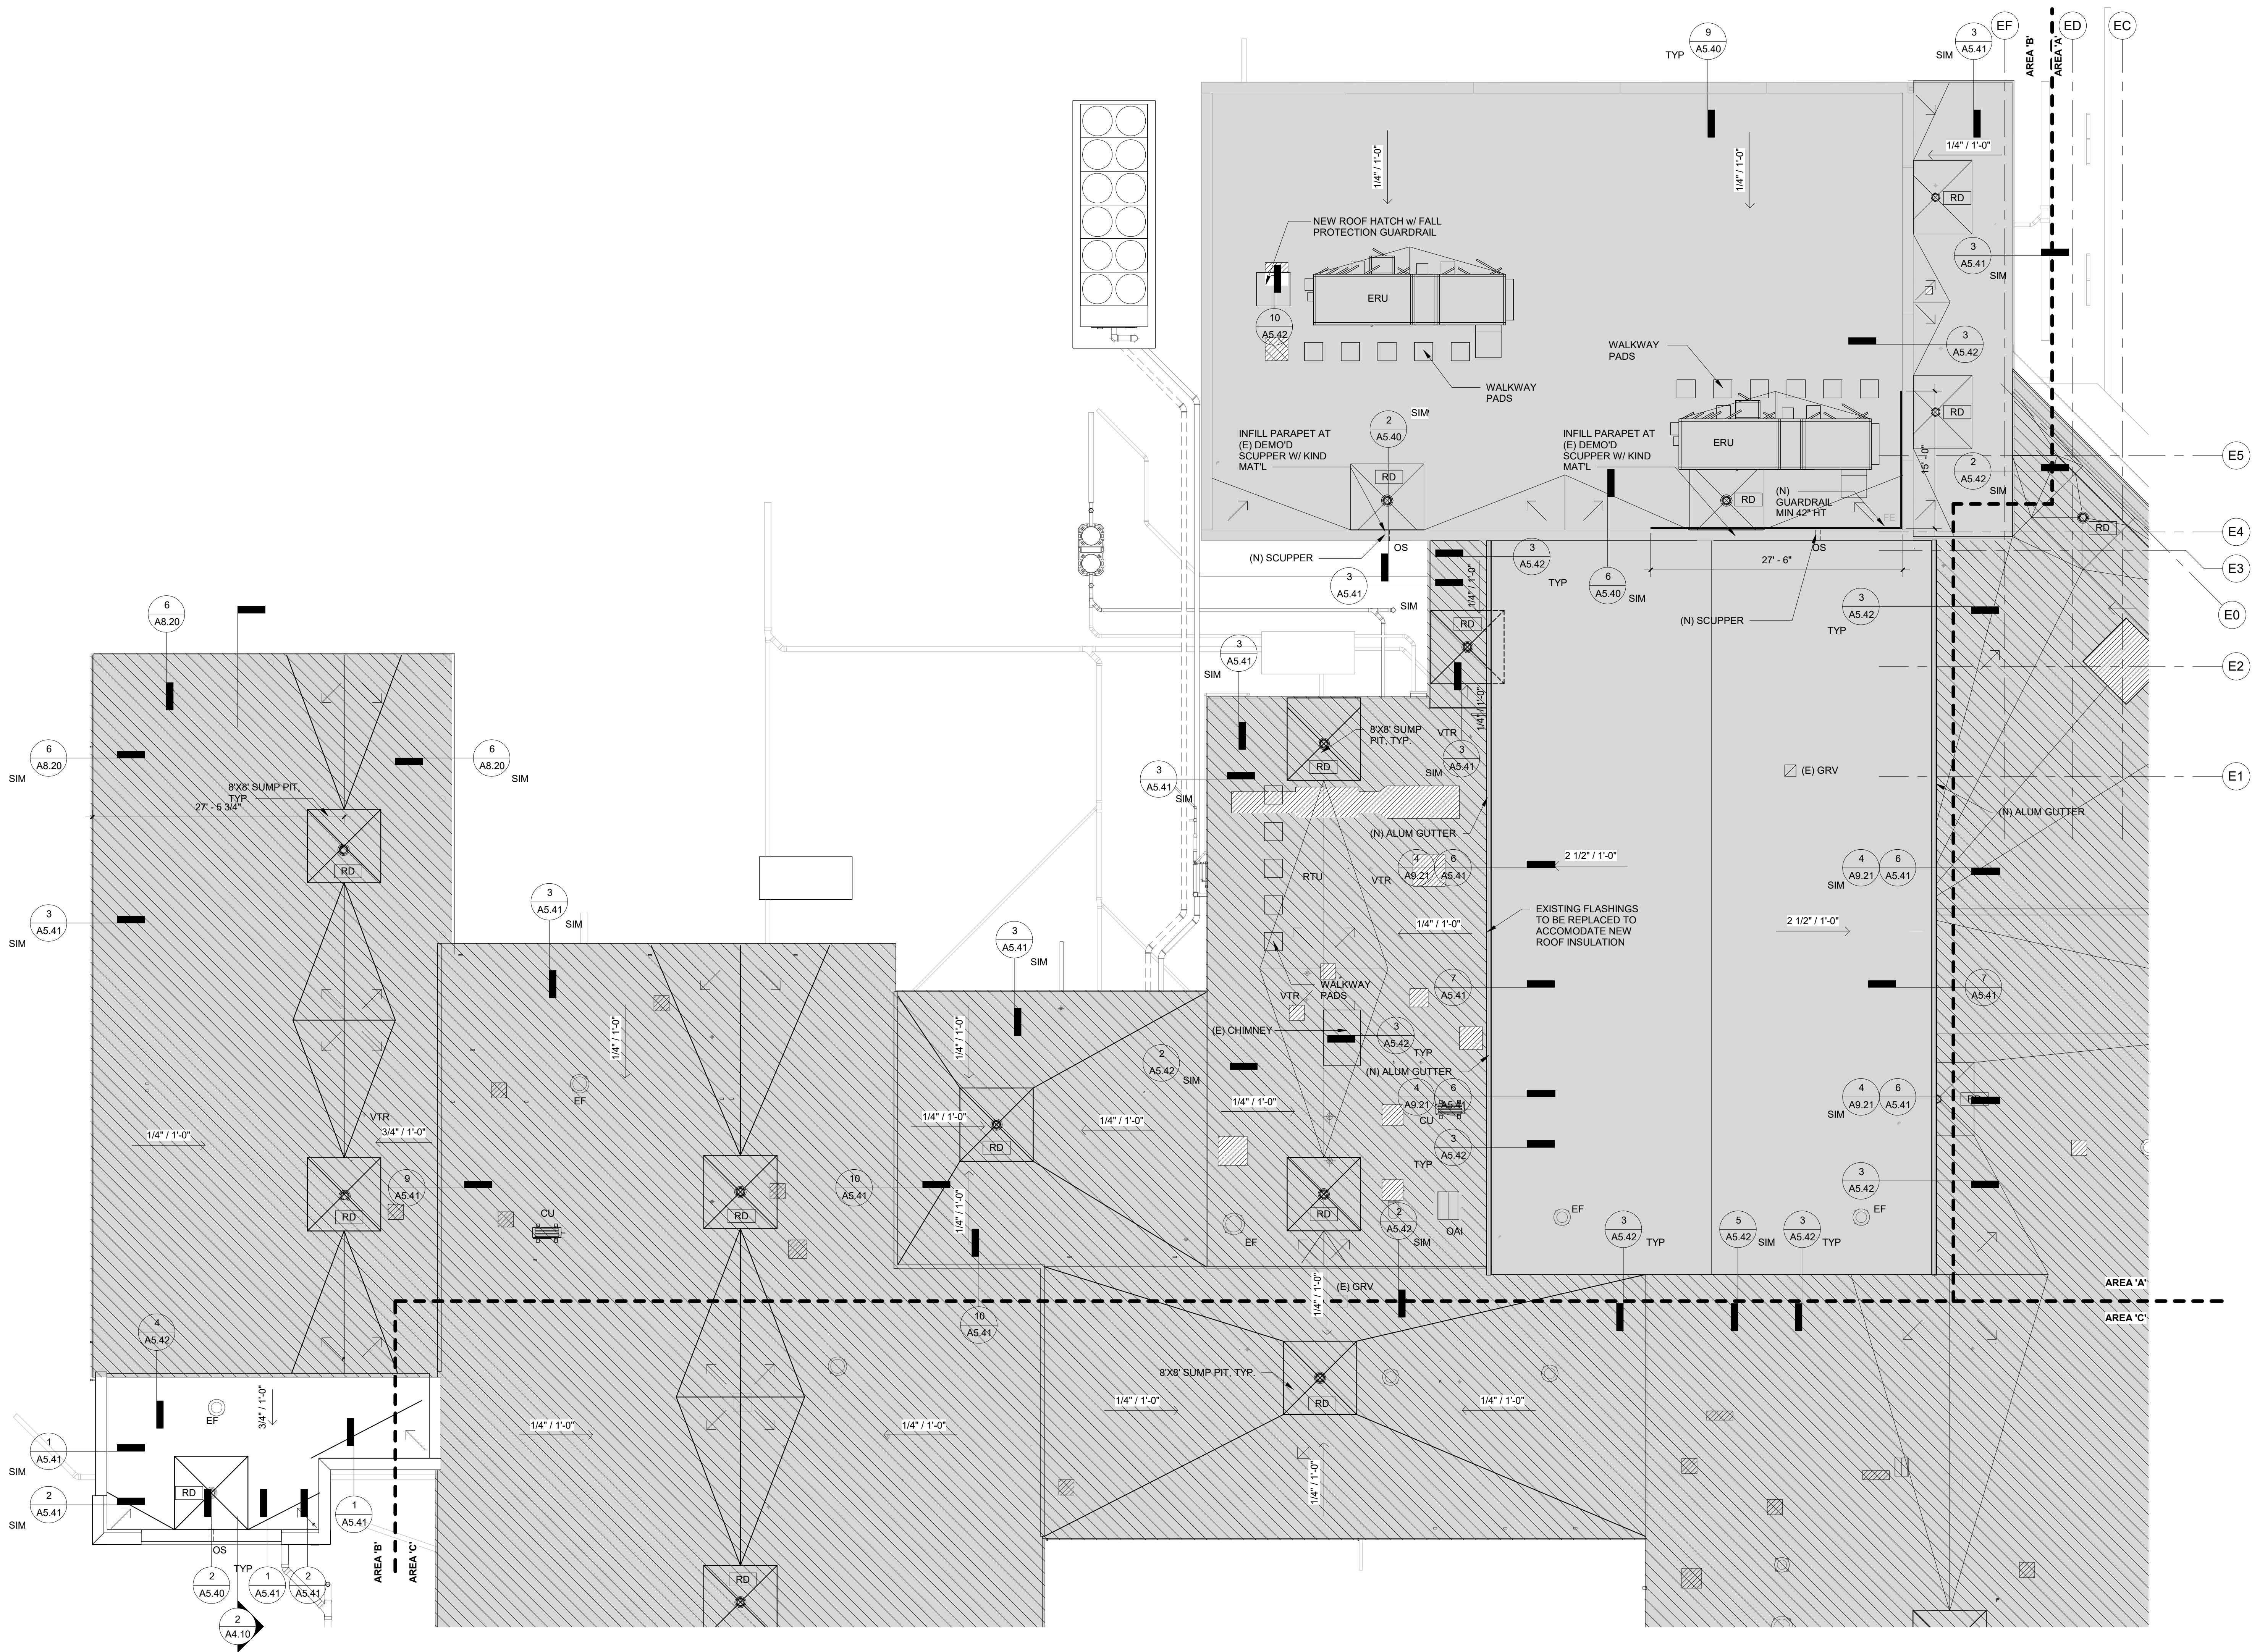 EF
ED
EC
AREA 'B'
AREA 'A'
9
A5.40
TYP
3
A5.41
SIM
1/4" / 1'-0"
1/4" / 1'-0"
1/4" / 1'-0"
RD
NEW ROOF HATCH w/ FALL
PROTECTION GUARDRAIL
3
A5.41
SIM
ERU
10
A5.42
WALKWAY
PADS
3
A5.42
WALKWAY
PADS
SIM
2
A5.40
RD
INFILL PARAPET AT
(E) DEMO'D
SCUPPER W/ KIND
MAT'L
INFILL PARAPET AT
(E) DEMO'D
SCUPPER W/ KIND
MAT'L
ERU
15' - 0"
E5
2
A5.42
SIM
RD
RD
(N)
GUARDRAIL
MIN 42" HT
FE
RD
E4
OS
OS
(N) SCUPPER
3
A5.42
TYP
27' - 6"
E3
3
A5.41
SIM
1/4" / 1'-0"
6
A5.40
SIM
3
A5.42
TYP
(N) SCUPPER
E0
6
A8.20
RD
3
A5.41
SIM
E2
1/4" / 1'-0"
8'X8' SUMP
PIT, TYP.
VTR
3
A5.41
SIM
RD
6
A8.20
SIM
6
A8.20
SIM
3
A5.41
SIM
(E) GRV
E1
8'X8' SUMP PIT,
TYP.
27' - 5 3/4"
(N) ALUM GUTTER
(N) ALUM GUTTER
RD
2 1/2" / 1'-0"
4
A9.21
6
A5.41
4
A9.21
6
A5.41
SIM
RTU
VTR
3
A5.41
SIM
3
A5.41
SIM
3
A5.41
SIM
EXISTING FLASHINGS
TO BE REPLACED TO
ACCOMODATE NEW
ROOF INSULATION
1/4" / 1'-0"
2 1/2" / 1'-0"
WALKWAY
PADS
VTR
7
A5.41
7
A5.41
(E) CHIMNEY
3
A5.42
TYP
1/4" / 1'-0"
1/4" / 1'-0"
2
A5.42
SIM
(N) ALUM GUTTER
EF
4
A9.21
6
A5.41
CU
4
A9.21
6
A5.41
SIM
RD
1/4" / 1'-0"
VTR
3/4" / 1'-0"
1/4" / 1'-0"
1/4" / 1'-0"
1/4" / 1'-0"
RD
3
A5.42
TYP
9
A5.41
10
A5.41
3
A5.42
RD
CU
RD
1/4" / 1'-0"
RD
EF
2
A5.42
SIM
OAI
EF
EF
3
A5.42
TYP
5
A5.42
SIM
3
A5.42
TYP
(E) GRV
1/4" / 1'-0"
AREA 'A'
AREA 'C'
4
A5.42
10
A5.41
8'X8' SUMP PIT, TYP.
EF
3/4" / 1'-0"
1/4" / 1'-0"
1/4" / 1'-0"
1/4" / 1'-0"
RD
1/4" / 1'-0"
1
A5.41
SIM
1/4" / 1'-0"
RD
2
A5.41
SIM
1
A5.41
OS
AREA 'B'
AREA 'C'
TYP
2
A5.40
1
A5.41
2
A5.41
RD
2
A4.10